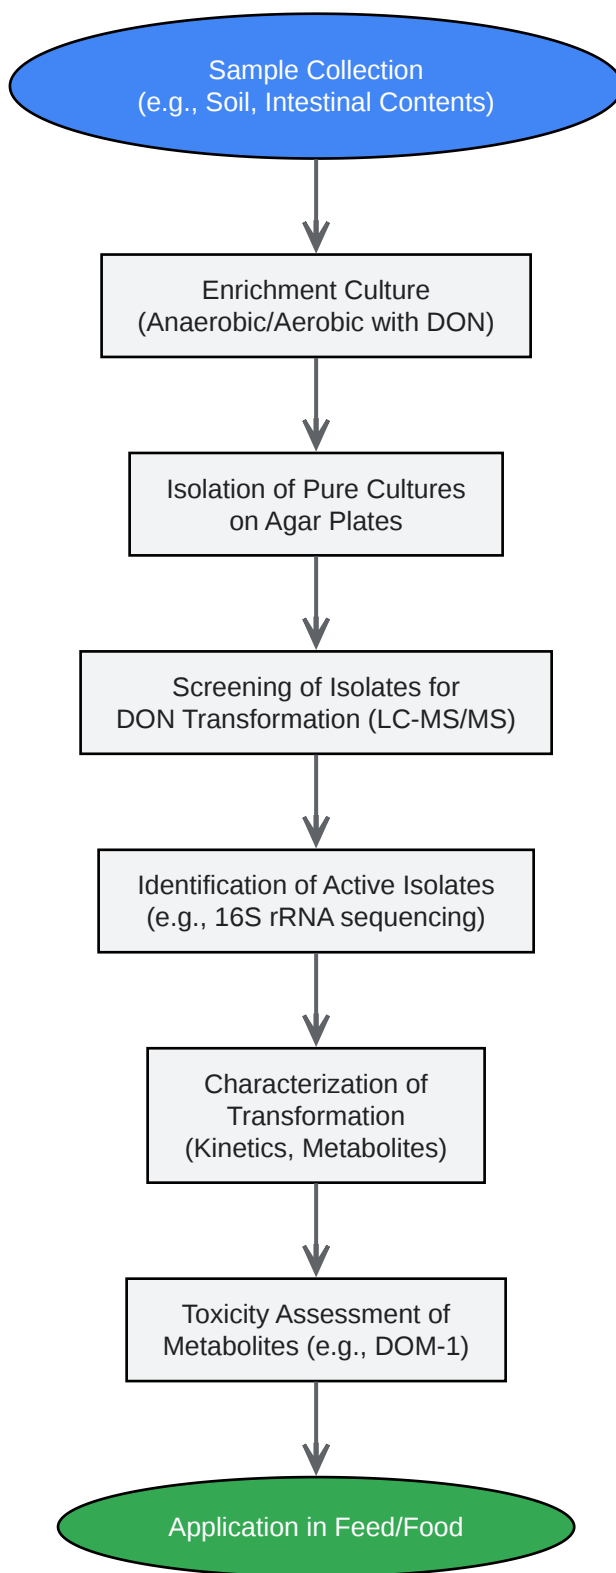 Sample Collection
(e.g., Soil, Intestinal Contents)
Enrichment Culture
(Anaerobic/Aerobic with DON)
Isolation of Pure Cultures
on Agar Plates
Screening of Isolates for
DON Transformation (LC-MS/MS)
Identification of Active Isolates
(e.g., 16S rRNA sequencing)
Characterization of
Transformation
(Kinetics, Metabolites)
Toxicity Assessment of
Metabolites (e.g., DOM-1)
Application in Feed/Food